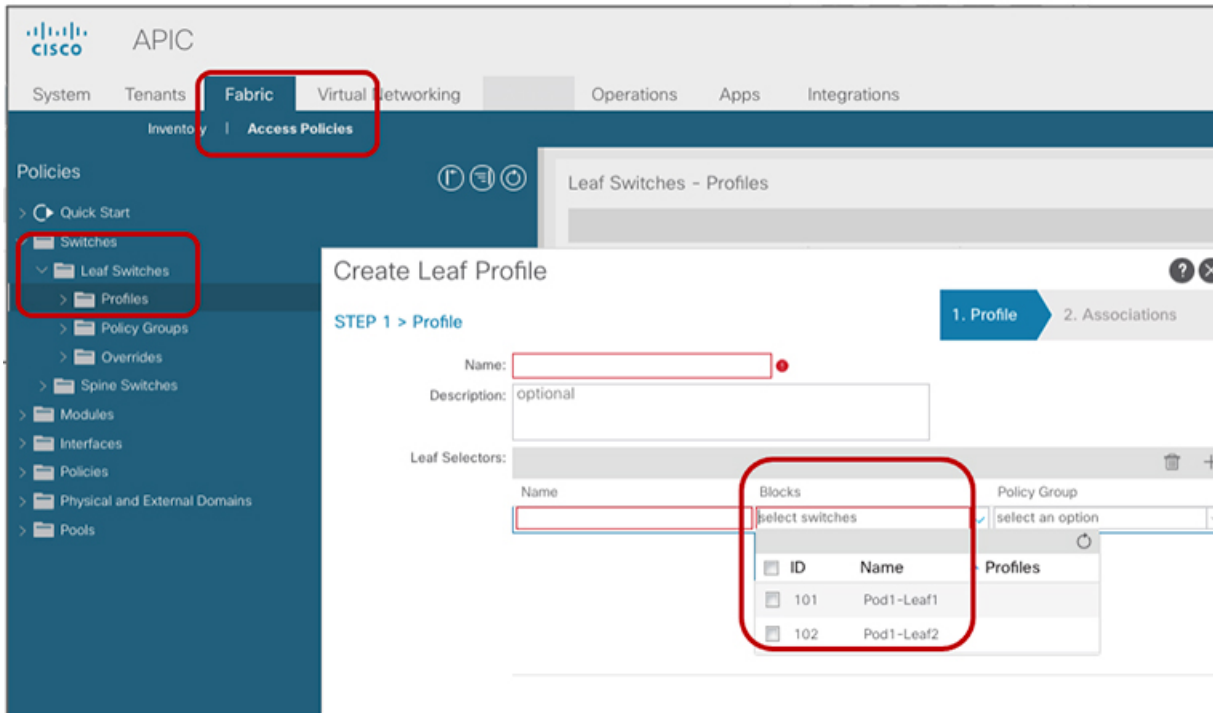 CISCO APIC
System Tenants Fabric Virtual Networking Operations Apps Integrations
Inventory | Access Policies
Policies
Quick Start
Switches
Leaf Switches
Profiles
Policy Groups
Overrides
Spine Switches
Modules
Interfaces
Policies
Physical and External Domains
Pools
Leaf Switches - Profiles
Create Leaf Profile
STEP 1 > Profile
1. Profile 2. Associations
Name:
Description: optional
Leaf Selectors:
Name Blocks Policy Group
select switches select an option
ID Name Profiles
101 Pod1-Leaf1
102 Pod1-Leaf2